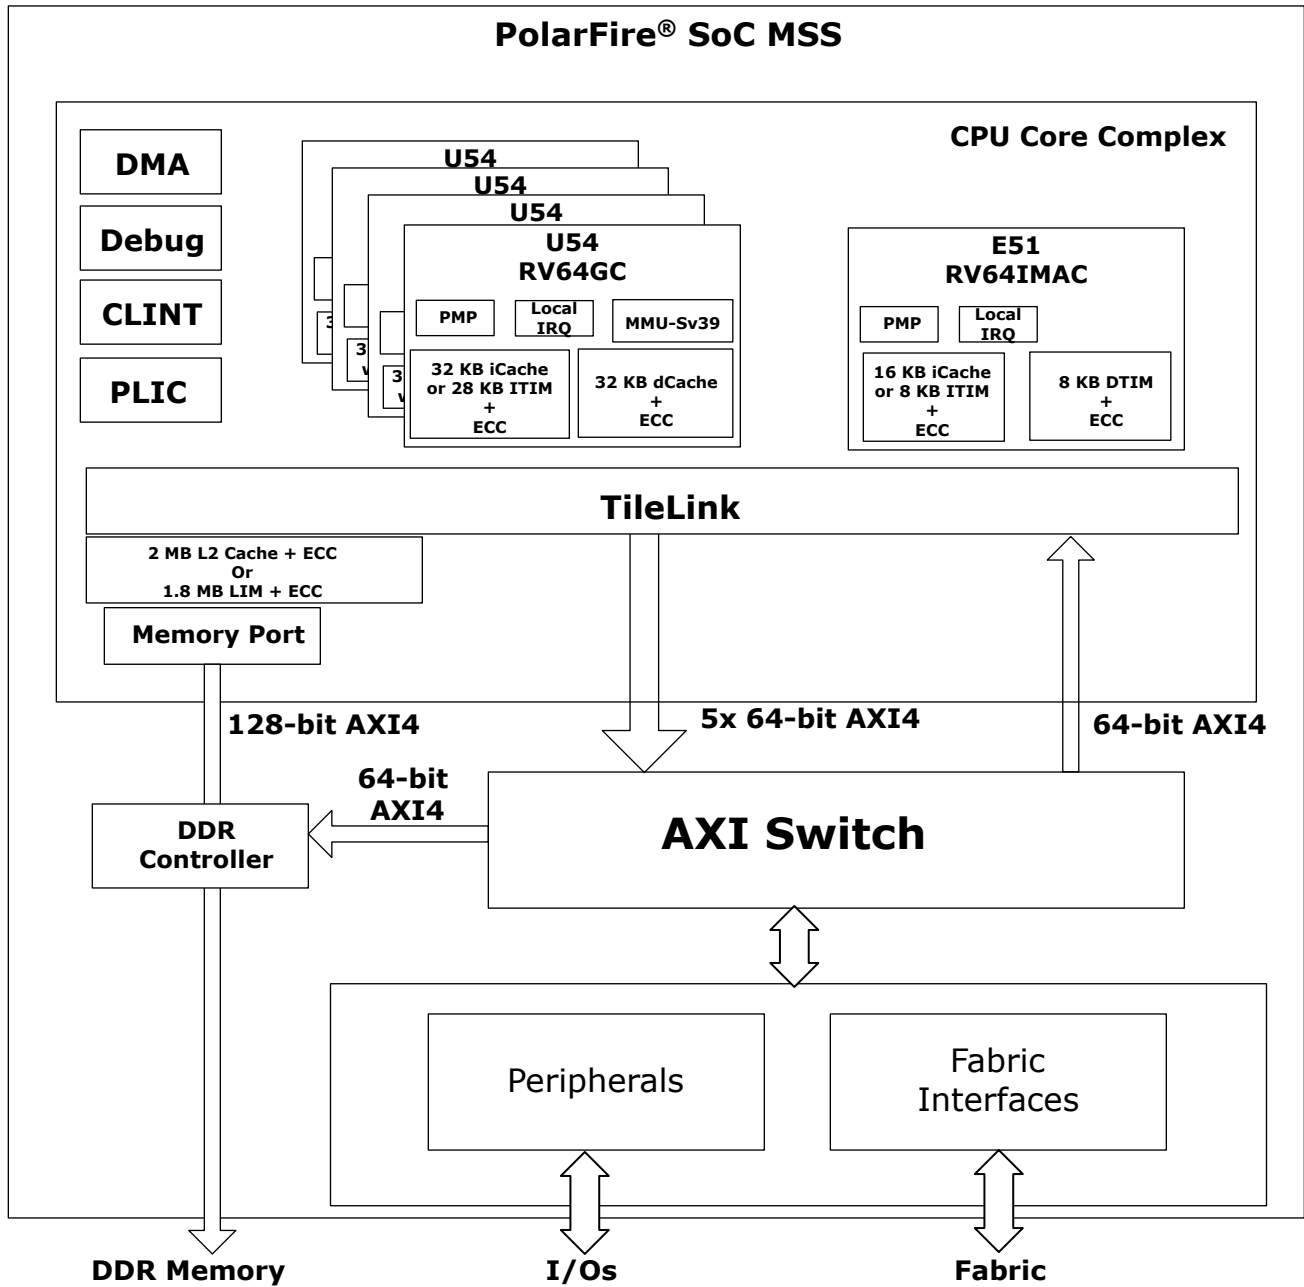 PolarFire® SoC MSS
CPU Core Complex
DMA
Debug
CLINT
PLIC
U54
U54
U54
U54
RV64GC
PMP
Local
IRQ
MMU-Sv39
32 KB iCache
or 28 KB ITIM
+
ECC
32 KB dCache
+
ECC
E51
RV64IMAC
PMP
Local
IRQ
16 KB iCache
or 8 KB ITIM
+
ECC
8 KB DTIM
+
ECC
TileLink
2 MB L2 Cache + ECC
Or
1.8 MB LIM + ECC
Memory Port
128-bit AXI4
5x 64-bit AXI4
64-bit AXI4
64-bit
AXI4
DDR
Controller
AXI Switch
Peripherals
Fabric
Interfaces
DDR Memory
I/Os
Fabric